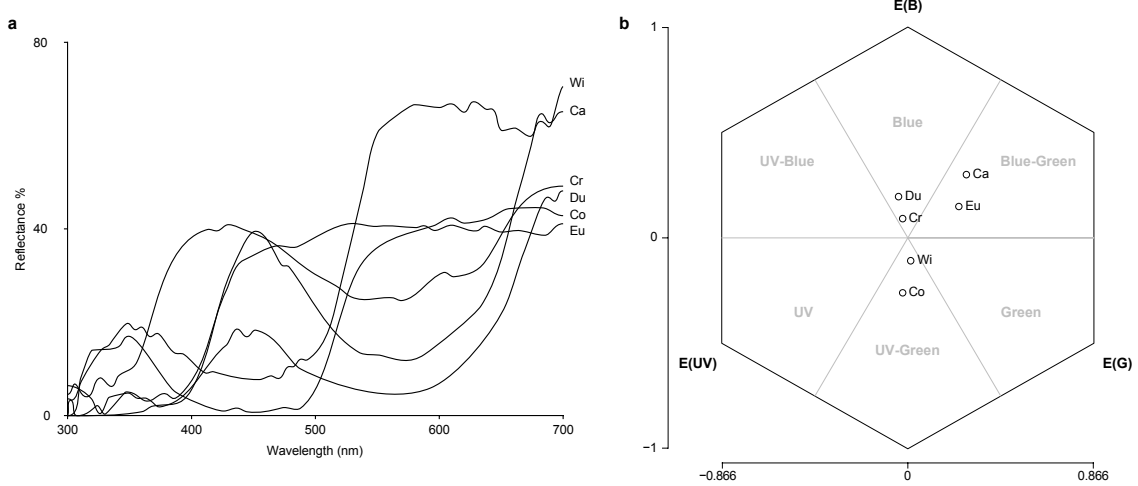 a
80
40
0
Reflectance %
300
400
500
600
700
Wavelength (nm)
Wi
Ca
Cr
Du
Co
Eu
b
E(B)
1
0
−1
Blue
UV-Blue
Blue-Green
Ca
Du
Eu
Cr
Wi
Co
UV
Green
UV-Green
E(UV)
E(G)
−0.866
0
0.866